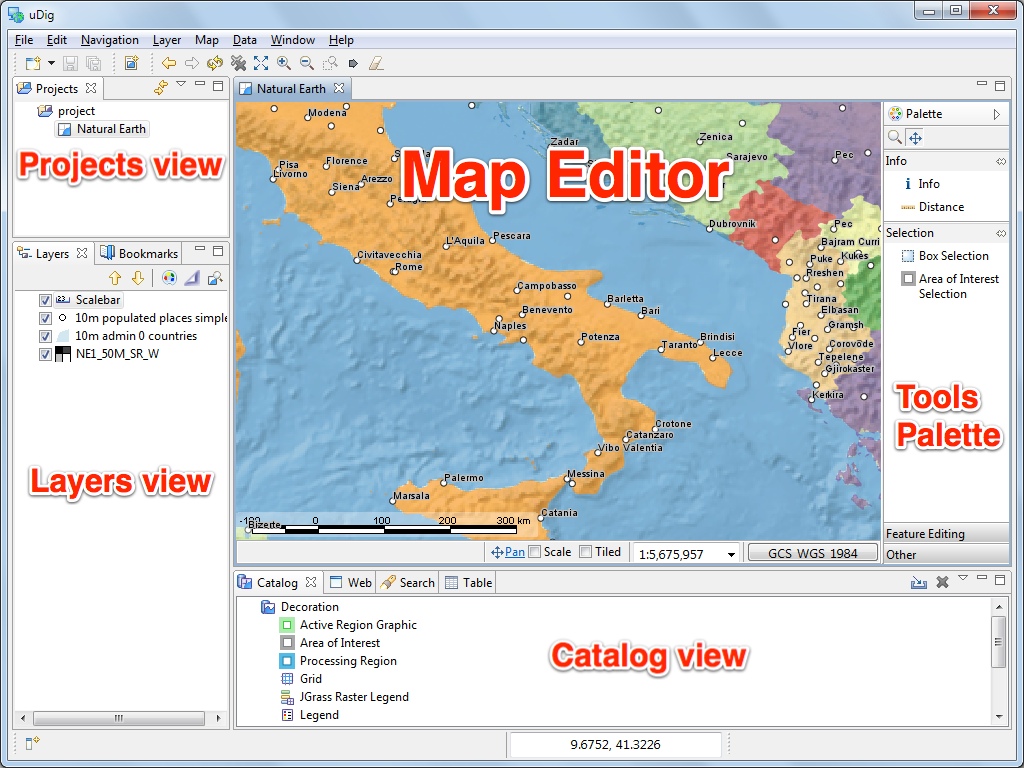 uDig
File Edit Navigation Layer Map Data Window Help
Projects
project
Natural Earth
Projects view
Layers Bookmarks
Scalebar
10m populated places simple
10m admin 0 countries
NE1_50M_SR_W
Layers view
Natural Earth
Map Editor
Modena
Zadar
Zenica
Sarajevo
Pec
Pisa
Livorno
Florence
Siena
Arezzo
Dubrovnik
Pec
Bajram Curri
L'Aquila
Pescara
Civitavecchia
Rome
Puke
Kukës
Rreshen
Campobasso
Barletta
Bari
Tirana
Elbasan
Benevento
Naples
Potenza
Brindisi
Taranto
Lecce
Fier
Gramsh
Vlore
Corovode
Tepelene
Gjirokaster
Kerkira
Crotone
Catanzaro
Vibo Valentia
Messina
Palermo
Marsala
Catania
Bizerte
-100 0 100 200 300 km
Pan Scale Tiled 1:5,675,957 GCS_WGS_1984
Palette
Info
Info
Distance
Selection
Box Selection
Area of Interest
Selection
Tools
Palette
Feature Editing
Other
Catalog Web Search Table
Decoration
Active Region Graphic
Area of Interest
Processing Region
Grid
JGrass Raster Legend
Legend
Catalog view
9.6752, 41.3226